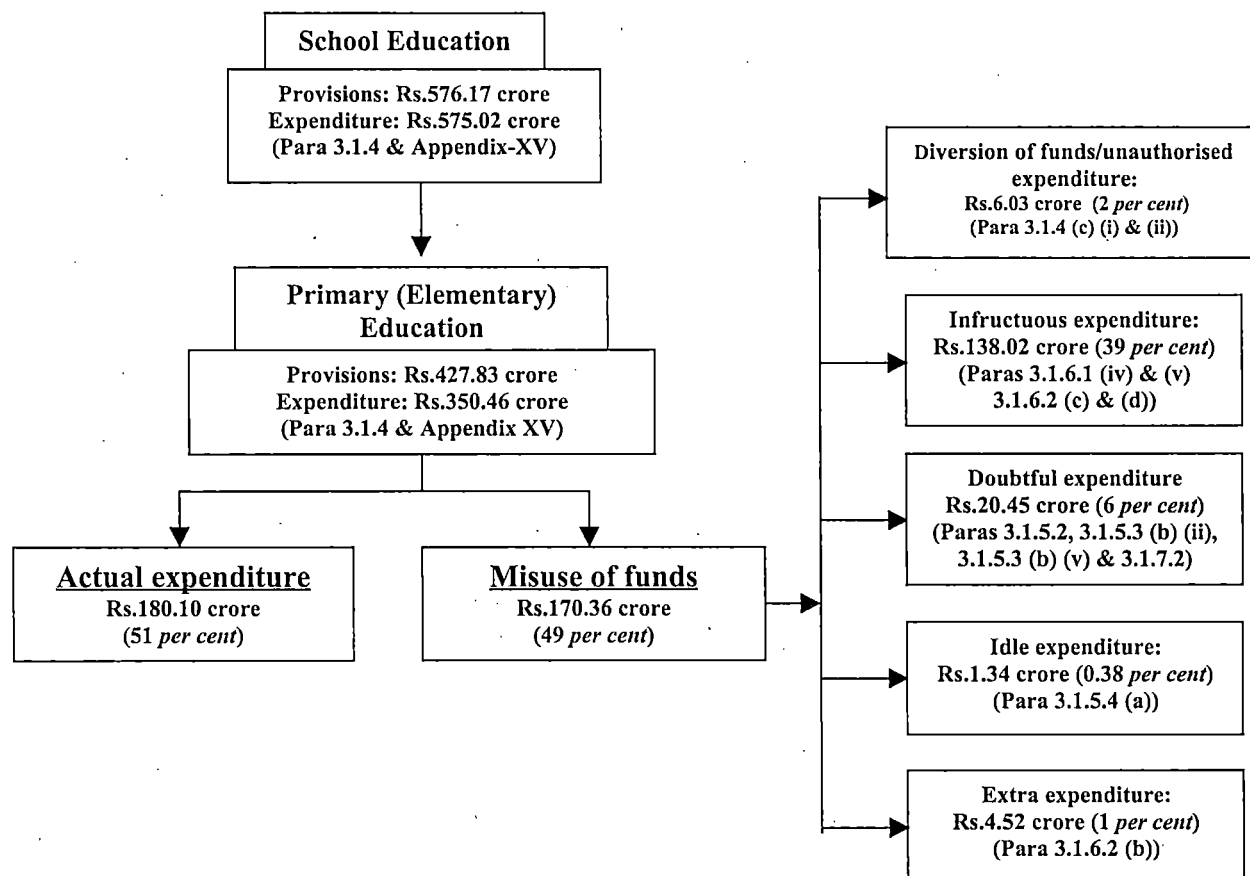 School Education
Provisions: Rs.576.17 crore
Expenditure: Rs.575.02 crore
(Para 3.1.4 & Appendix-XV)
Primary (Elementary)
Education
Provisions: Rs.427.83 crore
Expenditure: Rs.350.46 crore
(Para 3.1.4 & Appendix XV)
Actual expenditure
Rs.180.10 crore
(51 per cent)
Misuse of funds
Rs.170.36 crore
(49 per cent)
Diversion of funds/unauthorised
expenditure:
Rs.6.03 crore (2 per cent)
(Para 3.1.4 (c) (i) & (ii))
Infructuous expenditure:
Rs.138.02 crore (39 per cent)
(Paras 3.1.6.1 (iv) & (v)
3.1.6.2 (c) & (d))
Doubtful expenditure
Rs.20.45 crore (6 per cent)
(Paras 3.1.5.2, 3.1.5.3 (b) (ii),
3.1.5.3 (b) (v) & 3.1.7.2)
Idle expenditure:
Rs.1.34 crore (0.38 per cent)
(Para 3.1.5.4 (a))
Extra expenditure:
Rs.4.52 crore (1 per cent)
(Para 3.1.6.2 (b))